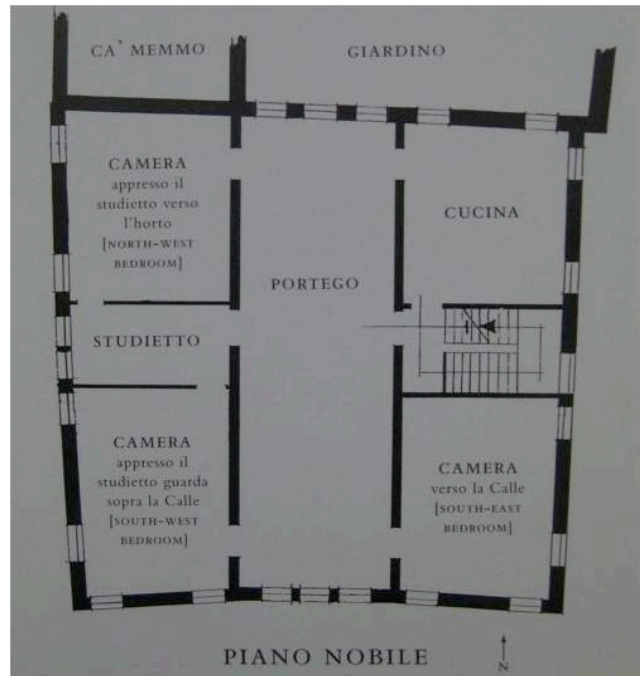 CA' MEMMO
GIARDINO
CAMERA
appresso il
studietto verso
l'horto
[NORTH-WEST
BEDROOM]
CUCINA
PORTEGO
STUDIETTO
CAMERA
appresso il
studietto guarda
sopra la Calle
[SOUTH-WEST
BEDROOM]
CAMERA
verso la Calle
[SOUTH-EAST
BEDROOM]
PIANO NOBILE
N